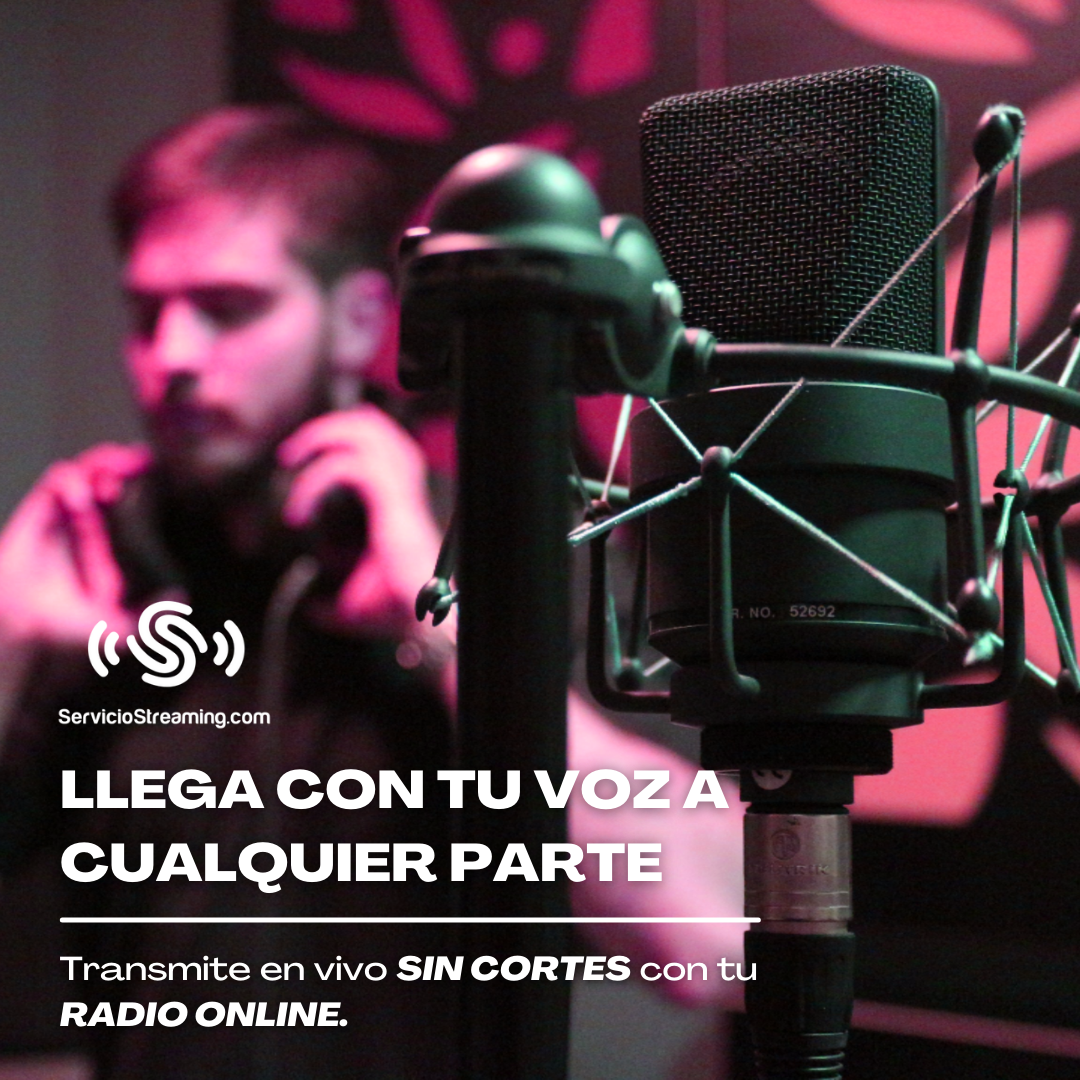 R. NO. 52692
ServicioStreaming.com
LLEGA CON TU VOZ A
CUALQUIER PARTE
Transmite en vivo SIN CORTES con tu
RADIO ONLINE.